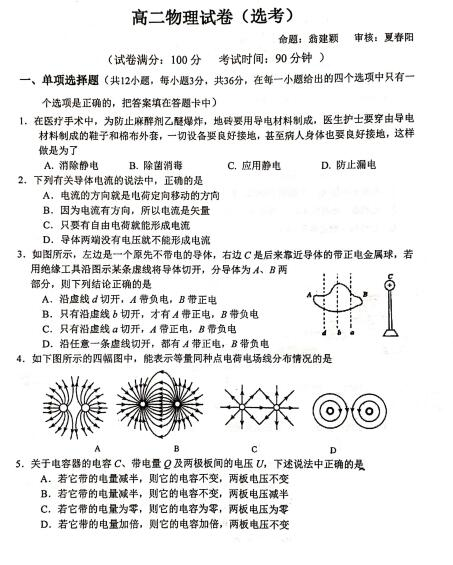 高二物理试卷（选考）
命题：翁建颖 审核：夏春阳
（试卷满分：100 分 考试时间：90 分钟 ）
一、单项选择题（共12小题，每小题3分，共36分，在每一小题给出的四个选项中只有一
个选项是正确的，把答案填在答题卡中）
1．在医疗手术中，为防止麻醉剂乙醚爆炸，地砖要用导电材料制成，医生护士要穿由导电
材料制成的鞋子和棉布外套，一切设备要良好接地，甚至病人身体也要良好接地，这样
做是为了
A. 消除静电 B. 除菌消毒 C. 应用静电 D. 防止漏电
2．下列有关导体电流的说法中，正确的是
A．电流的方向就是电荷定向移动的方向
B．因为电流有方向，所以电流是矢量
C．只要有自由电荷就能形成电流
D．导体两端没有电压就不能形成电流
3．如图所示，左边是一个原先不带电的导体，右边 C 是后来靠近导体的带正电金属球，若
用绝缘工具沿图示某条虚线将导体切开，分导体为 A、B 两
部分，则下列结论正确的是
A．沿虚线 d 切开，A 带负电，B 带正电
B．只有沿虚线 b 切开，才有 A 带正电，B 带负电
C．只有沿虚线 a 切开，A 带正电，B 带负电
D．沿任意一条虚线切开，都有 A 带正电，B 带负电
A B C
d b a
4．如下图所示的四幅图中，能表示等量同种点电荷电场线分布情况的是
A B C D
5．关于电容器的电容 C、带电量 Q 及两极板间的电压 U，下述说法中正确的是
A．若它带的电量减半，则它的电容不变，两板电压不变
B．若它带的电量减半，则它的电容不变，两板电压减半
C．若它带的电量为零，则它的电容为零，两板电压为零
D．若它带的电量加倍，则它的电容加倍，两板电压不变